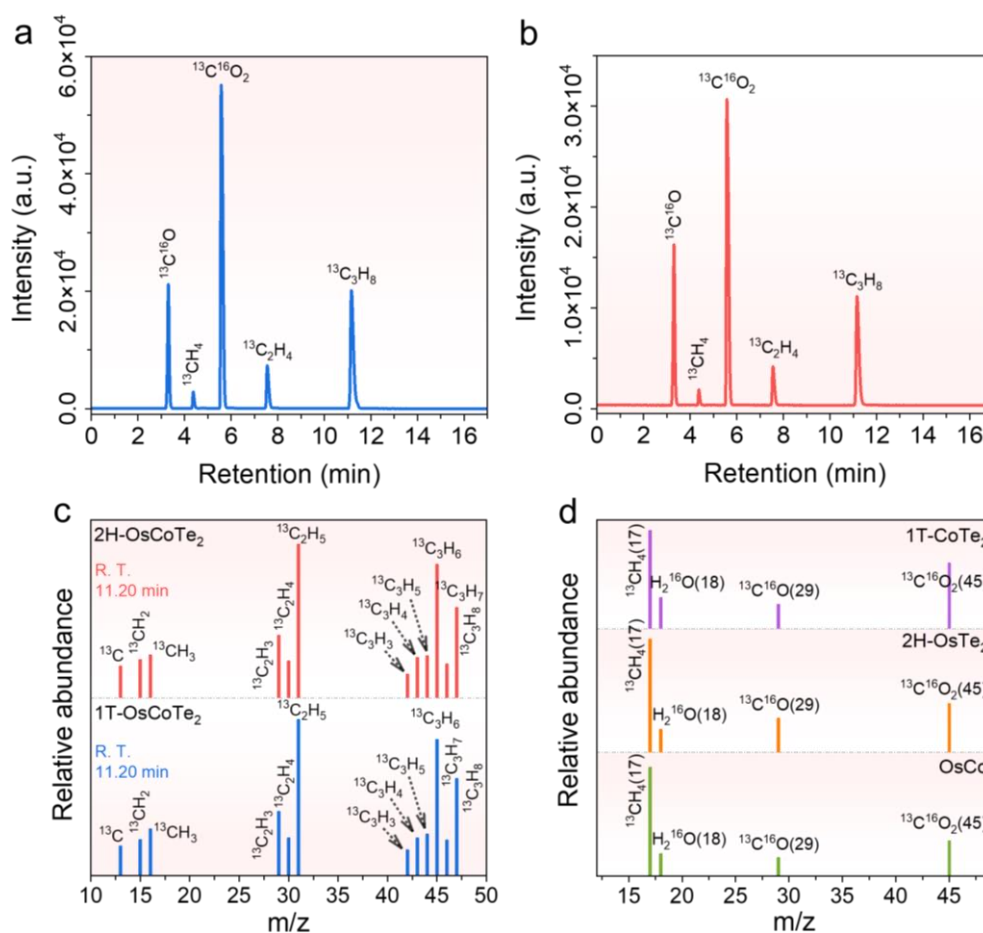 a
6.0×10⁴
4.0×10⁴
2.0×10⁴
0.0
Intensity (a.u.)
¹³C¹⁶O
¹³CH₄
¹³C¹⁶O₂
¹³C₂H₄
¹³C₃H₈
0 2 4 6 8 10 12 14 16
Retention (min)
b
3.0×10⁴
2.0×10⁴
1.0×10⁴
0.0
Intensity (a.u.)
¹³C¹⁶O
¹³CH₄
¹³C¹⁶O₂
¹³C₂H₄
¹³C₃H₈
0 2 4 6 8 10 12 14 16
Retention (min)
c
Relative abundance
2H-OsCoTe₂
R. T.
11.20 min
¹³C
¹³CH₂
¹³CH₃
¹³C₂H₃
¹³C₂H₄
¹³C₂H₅
¹³C₃H₃
¹³C₃H₄
¹³C₃H₅
¹³C₃H₆
¹³C₃H₇
¹³C₃H₈
1T-OsCoTe₂
R. T.
11.20 min
¹³C
¹³CH₂
¹³CH₃
¹³C₂H₃
¹³C₂H₄
¹³C₂H₅
¹³C₃H₃
¹³C₃H₄
¹³C₃H₅
¹³C₃H₆
¹³C₃H₇
¹³C₃H₈
10 15 20 25 30 35 40 45 50
m/z
d
Relative abundance
1T-CoTe₂
¹³CH₄(17)
H₂¹⁶O(18)
¹³C¹⁶O(29)
¹³C¹⁶O₂(45)
2H-OsTe₂
¹³CH₄(17)
H₂¹⁶O(18)
¹³C¹⁶O(29)
¹³C¹⁶O₂(45)
OsCo
¹³CH₄(17)
H₂¹⁶O(18)
¹³C¹⁶O(29)
¹³C¹⁶O₂(45)
15 20 25 30 35 40 45
m/z